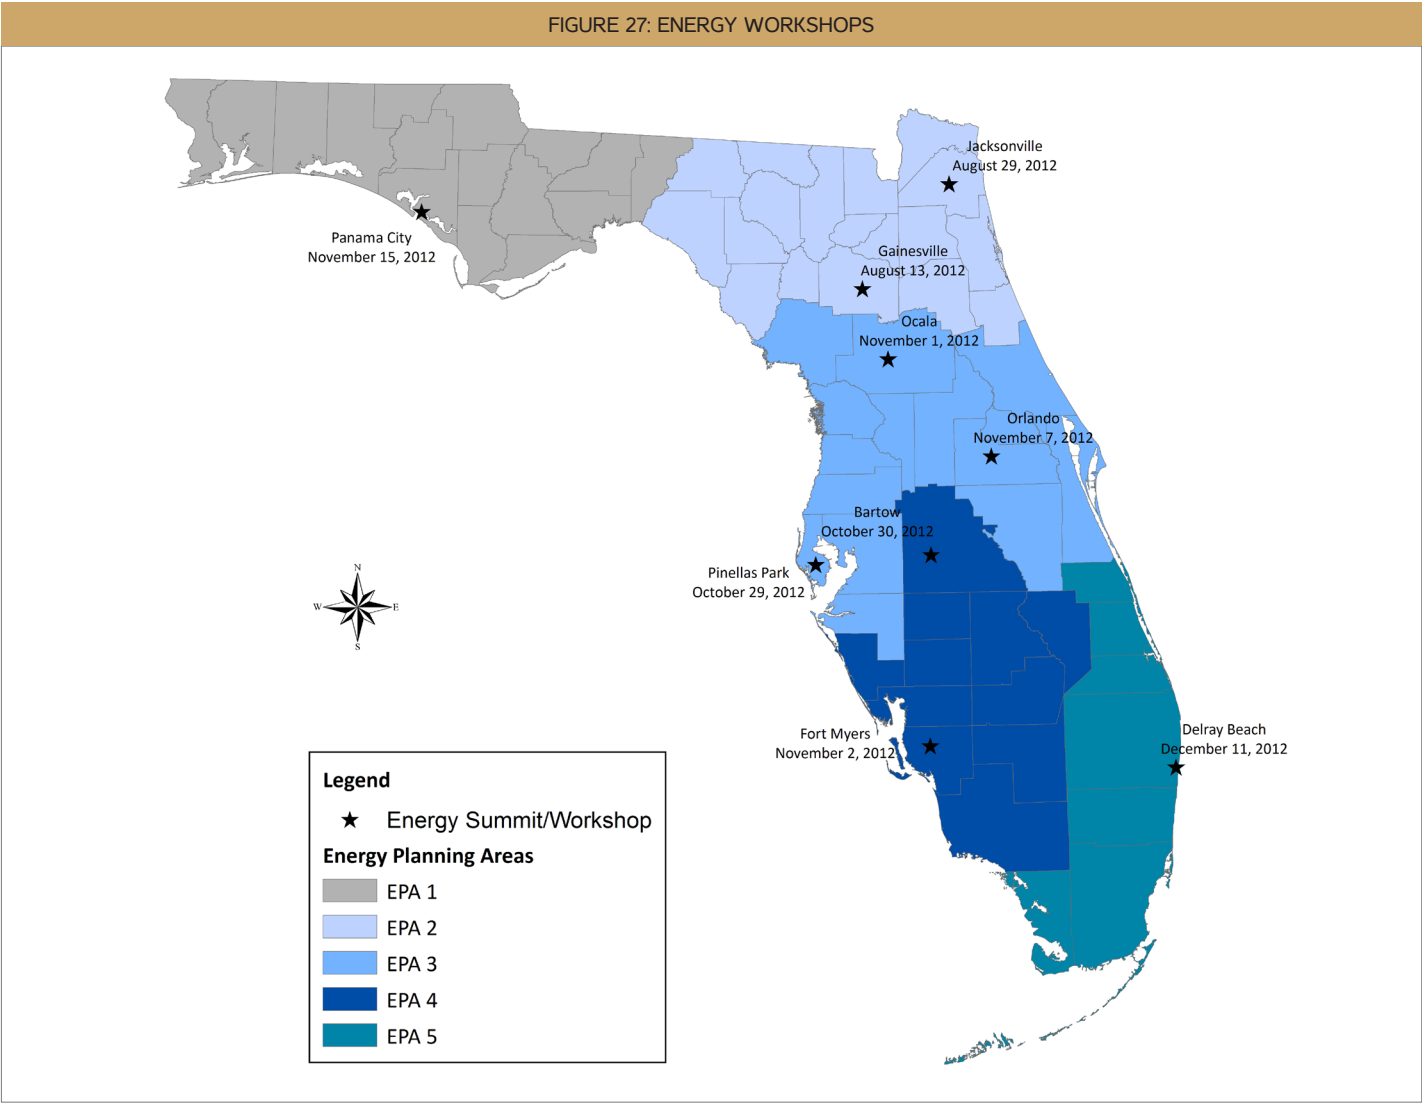 FIGURE 27: ENERGY WORKSHOPS
Jacksonville
August 29, 2012
Panama City
November 15, 2012
Gainesville
August 13, 2012
Ocala
November 1, 2012
Orlando
November 7, 2012
Bartow
October 30, 2012
Pinellas Park
October 29, 2012
N
W
E
S
Fort Myers
November 2, 2012
Delray Beach
December 11, 2012
Legend
Energy Summit/Workshop
Energy Planning Areas
EPA 1
EPA 2
EPA 3
EPA 4
EPA 5